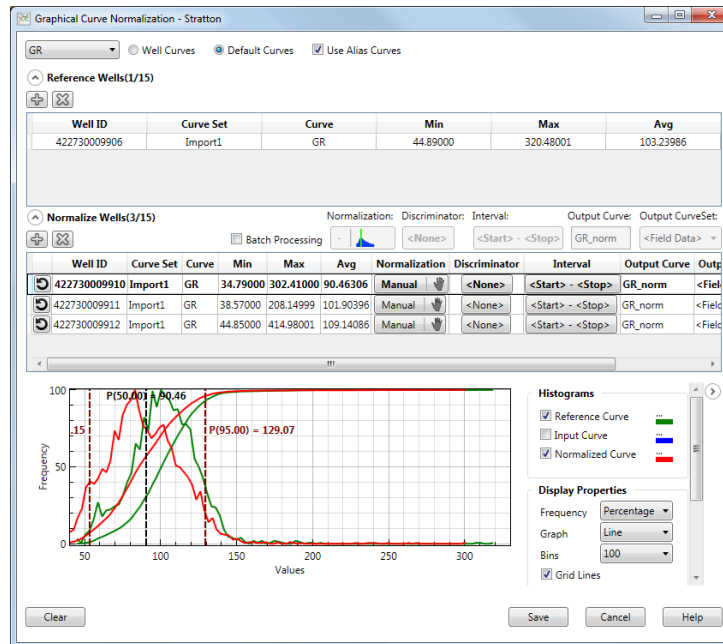 Graphical Curve Normalization - Stratton
GR Well Curves Default Curves Use Alias Curves
Reference Wells(1/15)
Well ID Curve Set Curve Min Max Avg
422730009906 Import1 GR 44.89000 320.48001 103.23986
Normalize Wells(3/15)
Normalization: Discriminator: Interval: Output Curve: Output CurveSet:
Batch Processing - <None> <Start> - <Stop> GR_norm <Field Data>
Well ID Curve Set Curve Min Max Avg Normalization Discriminator Interval Output Curve Outp
422730009910 Import1 GR 34.79000 302.41000 90.46306 Manual <None> <Start> - <Stop> GR_norm <Field
422730009911 Import1 GR 38.57000 208.14999 101.90396 Manual <None> <Start> - <Stop> GR_norm <Field
422730009912 Import1 GR 44.85000 414.98001 109.14086 Manual <None> <Start> - <Stop> GR_norm <Field
100
50
0
Frequency
P(50.00) = 90.46
.15
P(95.00) = 129.07
50 100 150 200 250 300
Values
Histograms
Reference Curve
Input Curve
Normalized Curve
Display Properties
Frequency Percentage
Graph Line
Bins 100
Grid Lines
Clear Save Cancel Help